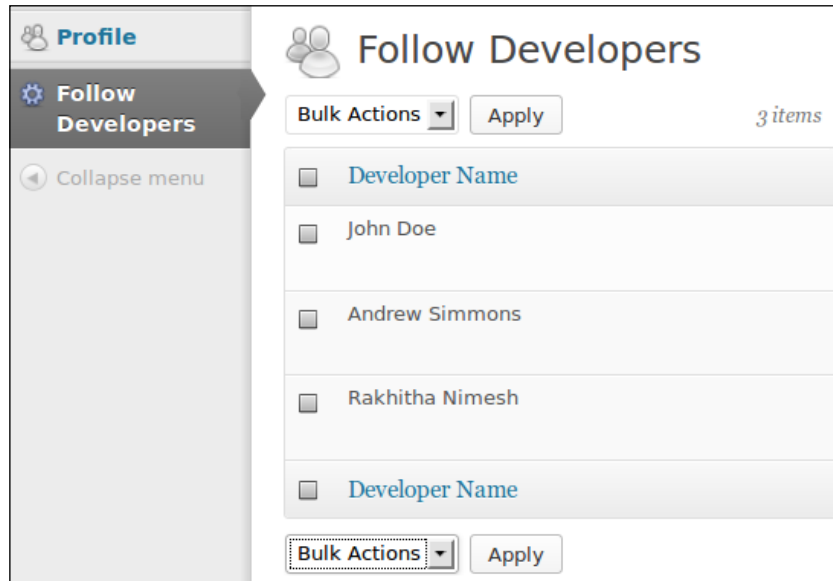 Profile
Follow
Developers
Collapse menu
Follow Developers
Bulk Actions Apply 3 items
Developer Name
John Doe
Andrew Simmons
Rakhitha Nimesh
Developer Name
Bulk Actions Apply